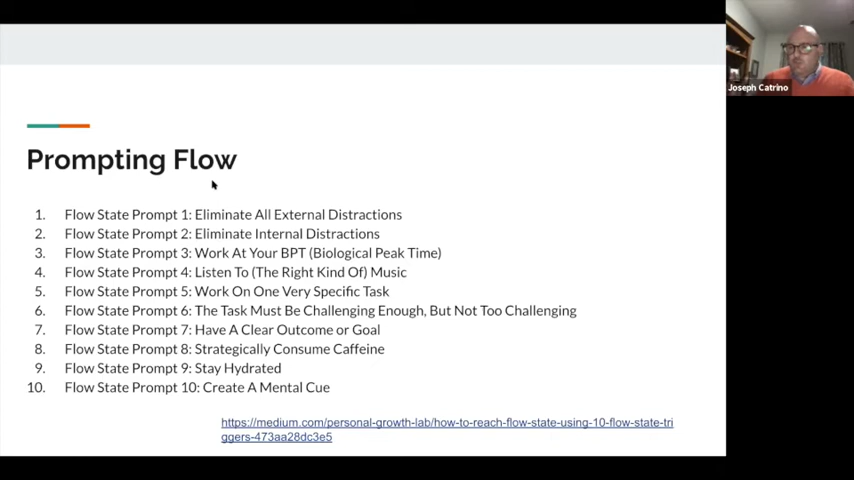 Prompting Flow
1. Flow State Prompt 1: Eliminate All External Distractions
2. Flow State Prompt 2: Eliminate Internal Distractions
3. Flow State Prompt 3: Work At Your BPT (Biological Peak Time)
4. Flow State Prompt 4: Listen To (The Right Kind Of) Music
5. Flow State Prompt 5: Work On One Very Specific Task
6. Flow State Prompt 6: The Task Must Be Challenging Enough, But Not Too Challenging
7. Flow State Prompt 7: Have A Clear Outcome or Goal
8. Flow State Prompt 8: Strategically Consume Caffeine
9. Flow State Prompt 9: Stay Hydrated
10. Flow State Prompt 10: Create A Mental Cue
https://medium.com/personal-growth-lab/how-to-reach-flow-state-using-10-flow-state-tri
ggers-473aa28dc3e5
Joseph Catrino